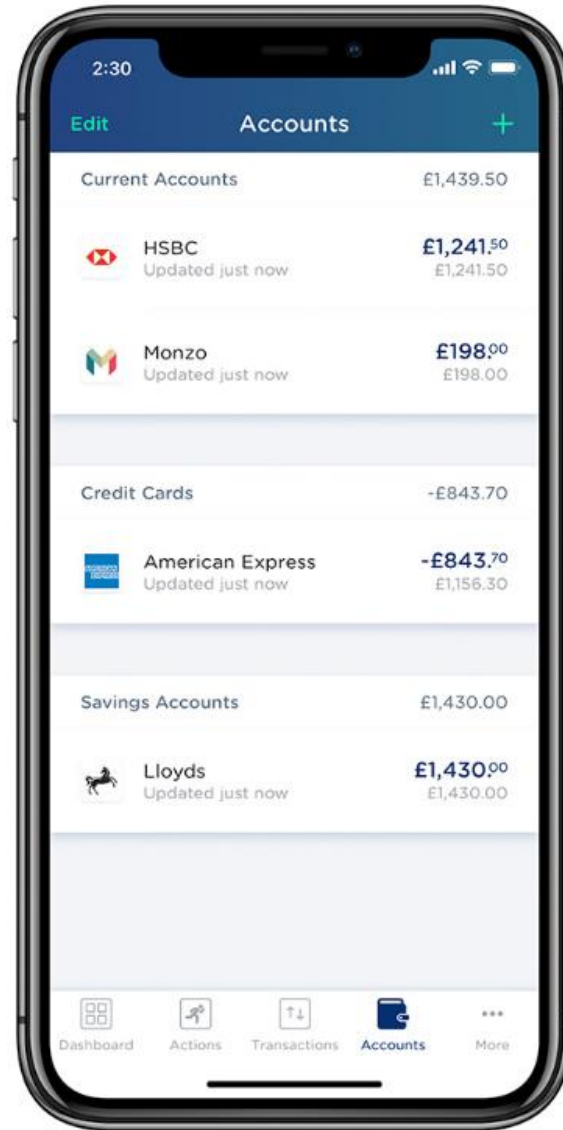 2:30
Edit Accounts +
Current Accounts £1,439.50
HSBC £1,241.50
Updated just now £1,241.50
Monzo £198.00
Updated just now £198.00
Credit Cards -£843.70
American Express -£843.70
Updated just now £1,156.30
Savings Accounts £1,430.00
Lloyds £1,430.00
Updated just now £1,430.00
Dashboard Actions Transactions Accounts More